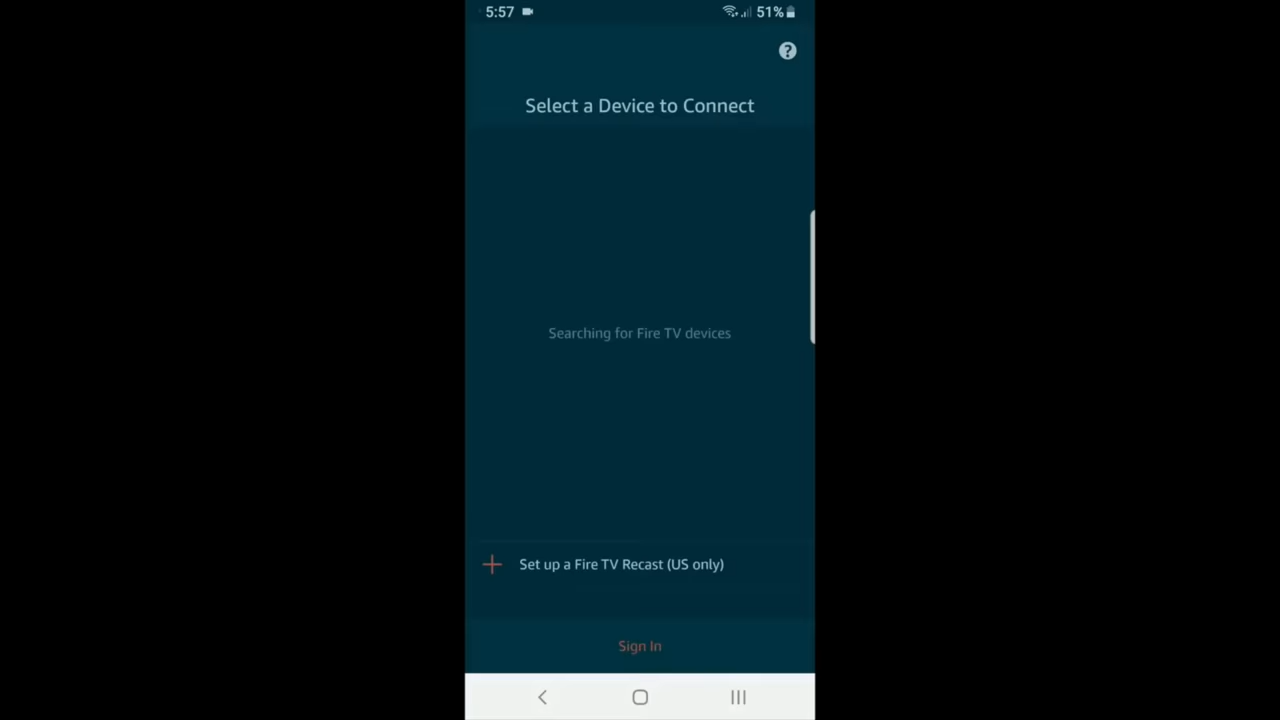 5:57
51%
?
Select a Device to Connect
Searching for Fire TV devices
Set up a Fire TV Recast (US only)
Sign In